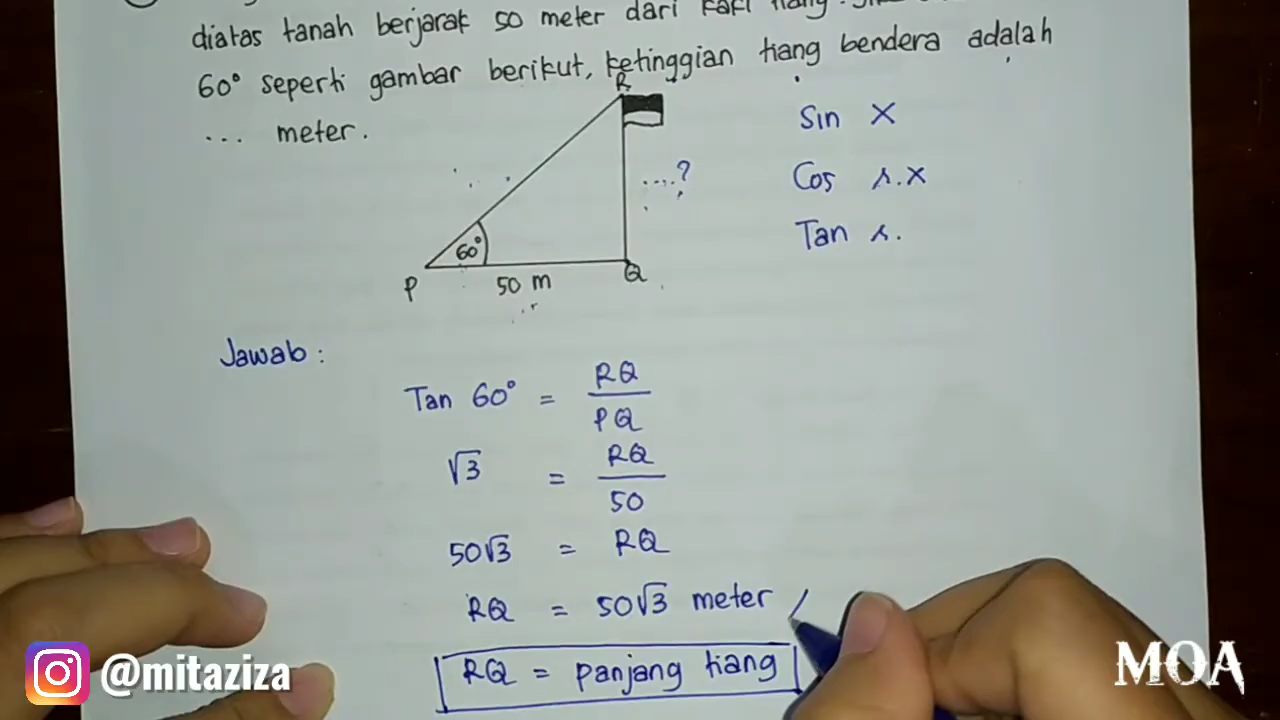 diatas tanah berjarak 50 meter dari kaki tiang.
60° seperti gambar berikut, ketinggian tiang bendera adalah
... meter.
R
....?
60°
P
50 m
Q
Sin X
Cos s.x
Tan s.
Jawab :
Tan 60° = RQ / PQ
√3 = RQ / 50
50√3 = RQ
RQ = 50√3 meter
RQ = panjang tiang
@mitaziza
MOA